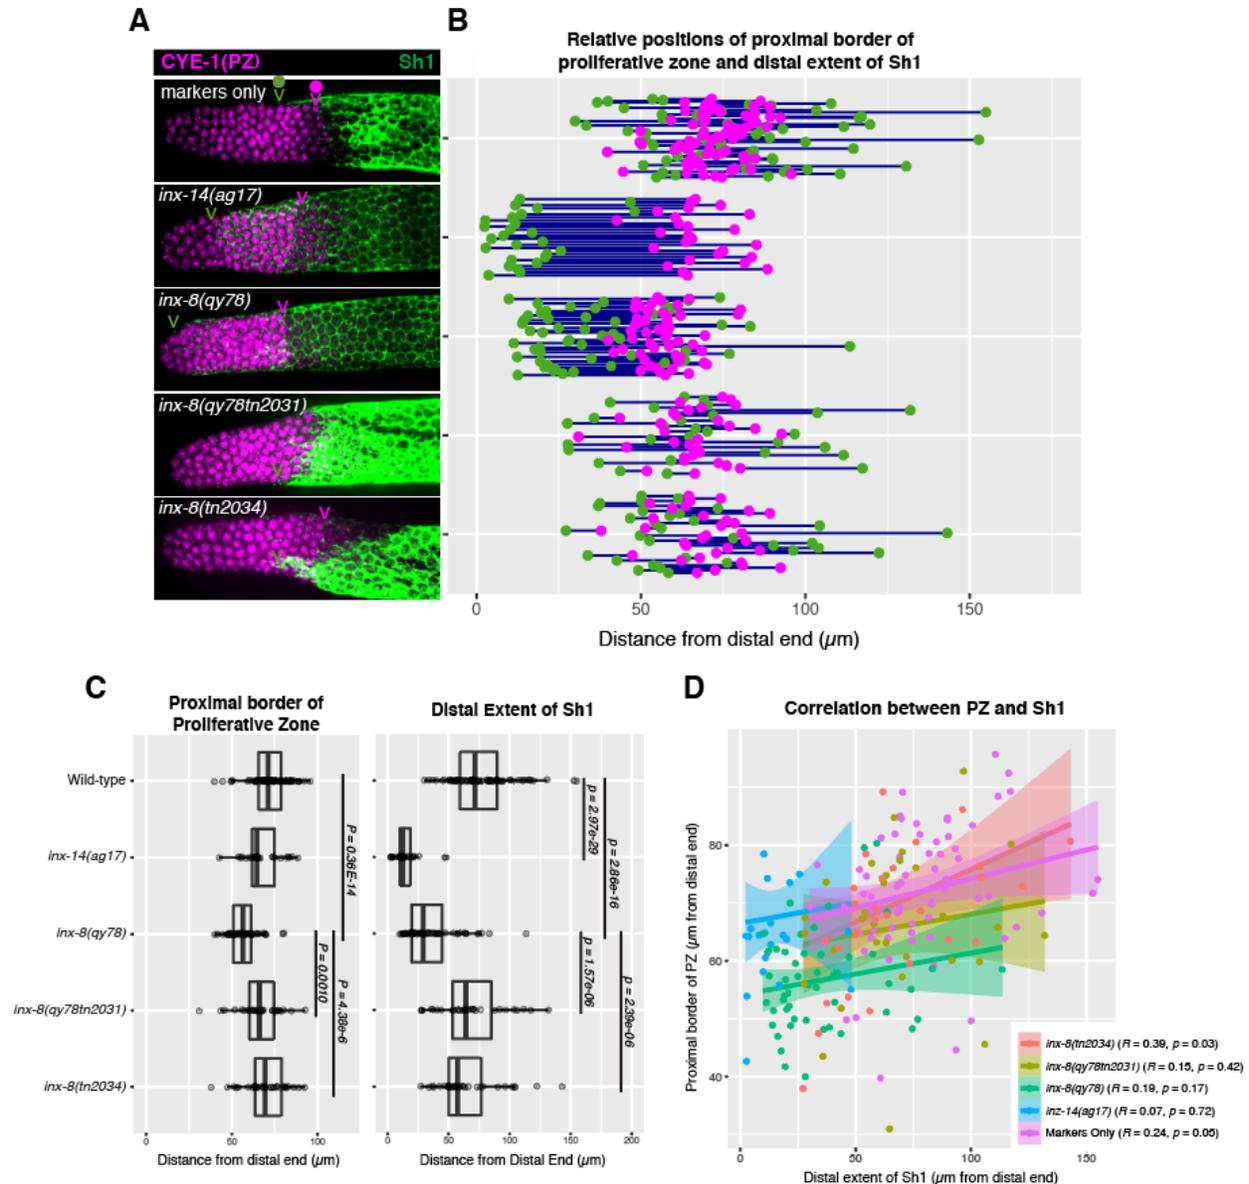 A
CYE-1(PZ) Sh1
markers only
inx-14(ag17)
inx-8(qy78)
inx-8(qy78tn2031)
inx-8(tn2034)
B
Relative positions of proximal border of
proliferative zone and distal extent of Sh1
0 50 100 150
Distance from distal end (µm)
C
Proximal border of
Proliferative Zone
Distal Extent of Sh1
Wild-type
inx-14(ag17)
inx-8(qy78)
inx-8(qy78tn2031)
inx-8(tn2034)
P = 0.36E-14
P = 0.0010
P = 4.38e-6
p = 2.97e-29
p = 2.86e-16
p = 1.57e-06
p = 2.39e-06
0 50 100
Distance from distal end (µm)
0 50 100 150 200
Distance from Distal End (µm)
D
Correlation between PZ and Sh1
Proximal border of PZ (µm from distal end)
80
60
40
inx-8(tn2034) (R = 0.39, p = 0.03)
inx-8(qy78tn2031) (R = 0.15, p = 0.42)
inx-8(qy78) (R = 0.19, p = 0.17)
inz-14(ag17) (R = 0.07, p = 0.72)
Markers Only (R = 0.24, p = 0.05)
0 50 100 150
Distal extent of Sh1 (µm from distal end)